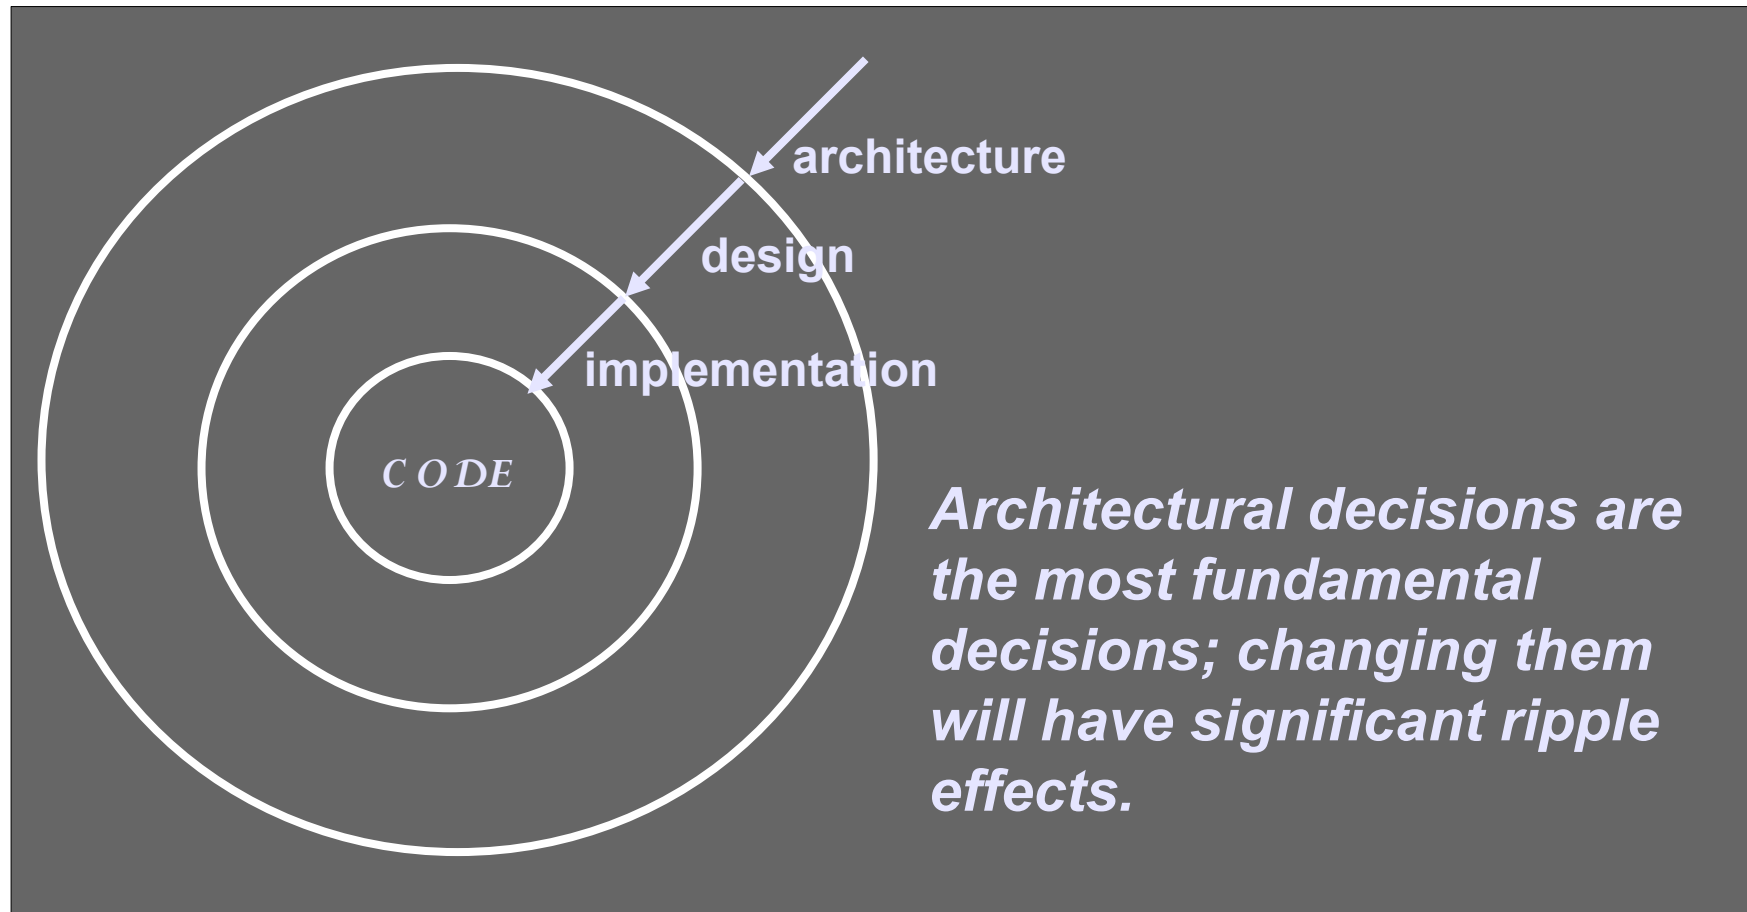 architecture
design
implementation
CODE
Architectural decisions are
the most fundamental
decisions; changing them
will have significant ripple
effects.